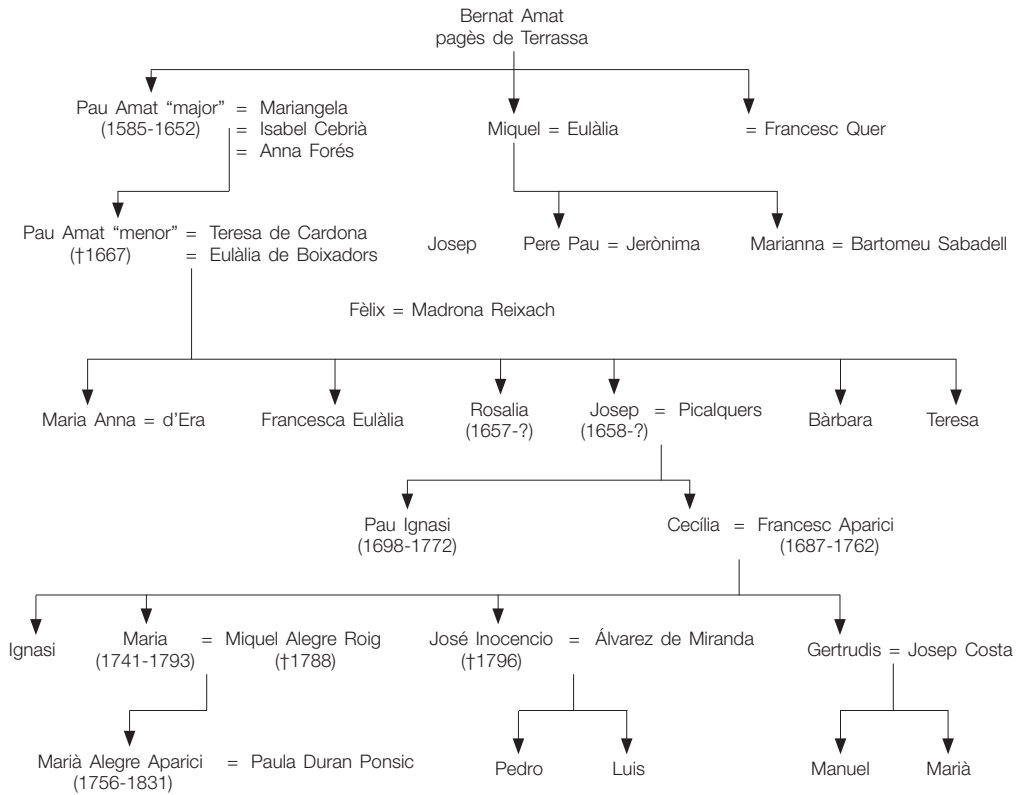 Bernat Amat
pagès de Terrassa
Pau Amat “major” = Mariangela
(1585-1652) = Isabel Cebrià
= Anna Forés
Miquel = Eulàlia
= Francesc Quer
Pau Amat “menor” = Teresa de Cardona
(†1667) = Eulàlia de Boixadors
Josep
Pere Pau = Jerònima
Marianna = Bartomeu Sabadell
Fèlix = Madrona Reixach
Maria Anna = d’Era
Francesca Eulàlia
Rosalia
(1657-?)
Josep = Picalquers
(1658-?)
Bàrbara
Teresa
Pau Ignasi
(1698-1772)
Cecília = Francesc Aparici
(1687-1762)
Ignasi
Maria = Miquel Alegre Roig
(1741-1793) (†1788)
José Inocencio = Álvarez de Miranda
(†1796)
Gertrudis = Josep Costa
Marià Alegre Aparici = Paula Duran Ponsic
(1756-1831)
Pedro
Luis
Manuel
Marià